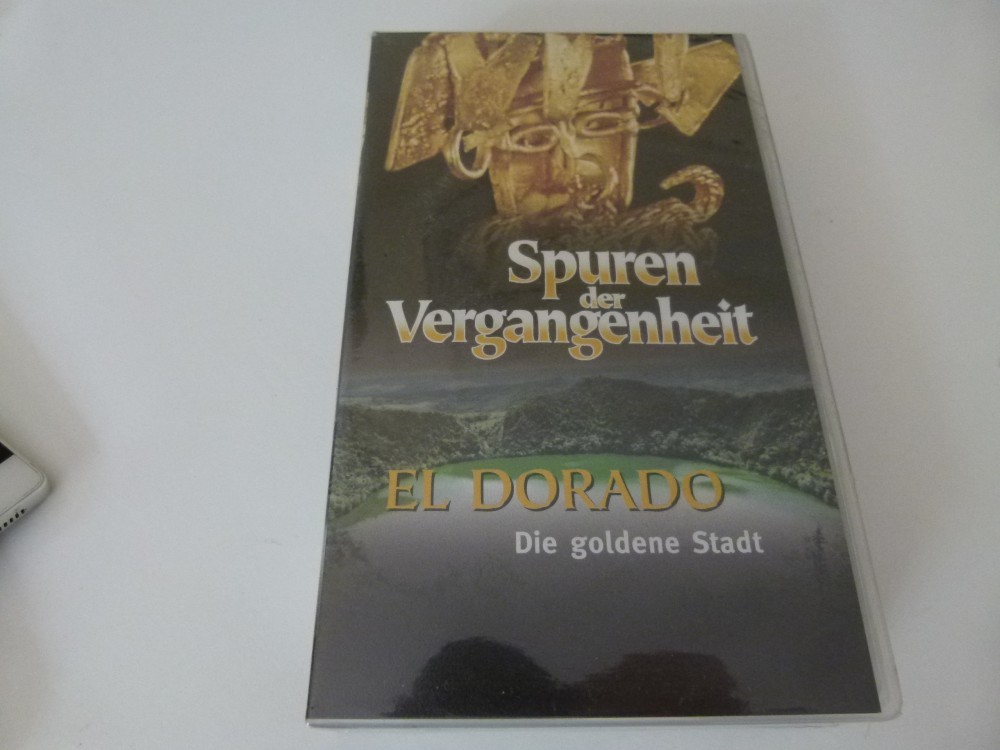 Spuren
der
Vergangenheit
EL DORADO
Die goldene Stadt